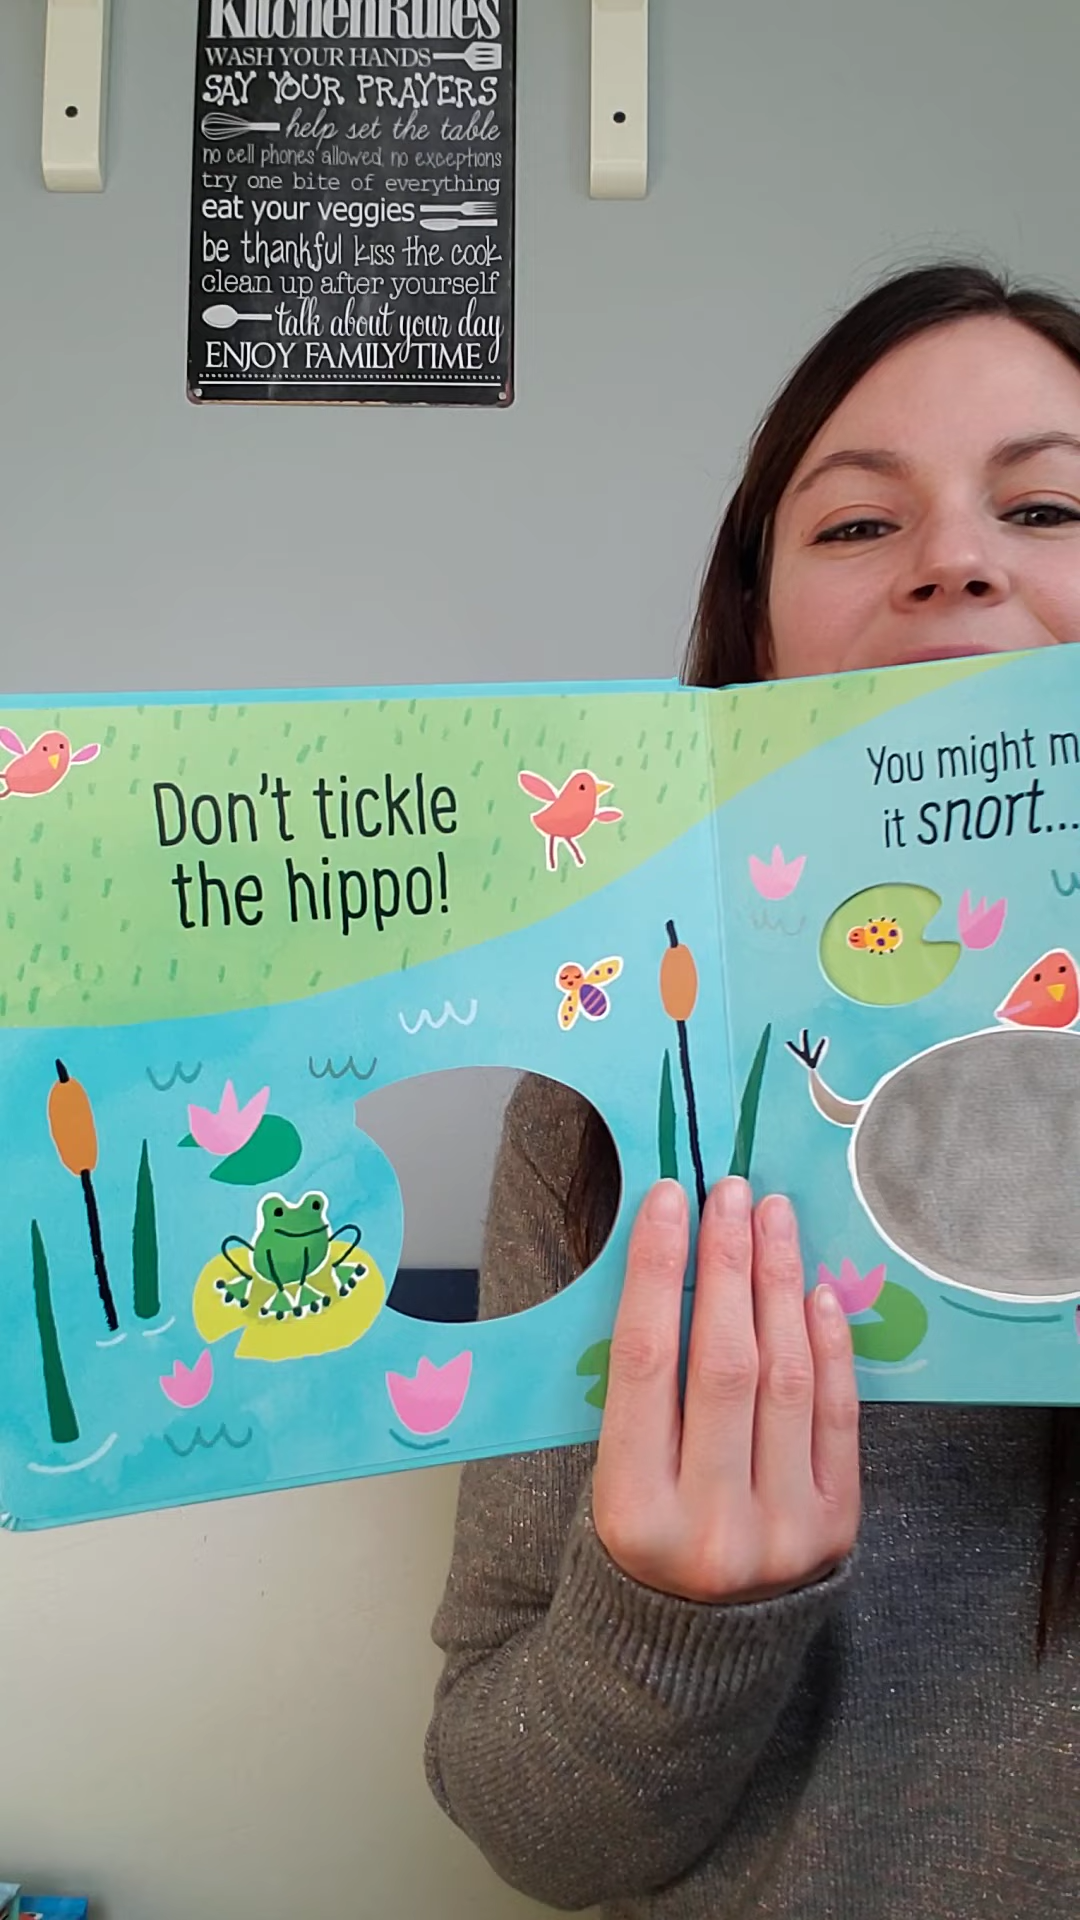 KitchenRules
WASH YOUR HANDS
SAY YOUR PRAYERS
help set the table
no cell phones allowed, no exceptions
try one bite of everything
eat your veggies
be thankful kiss the cook
clean up after yourself
talk about your day
ENJOY FAMILY TIME
Don't tickle
the hippo!
You might m
it snort...